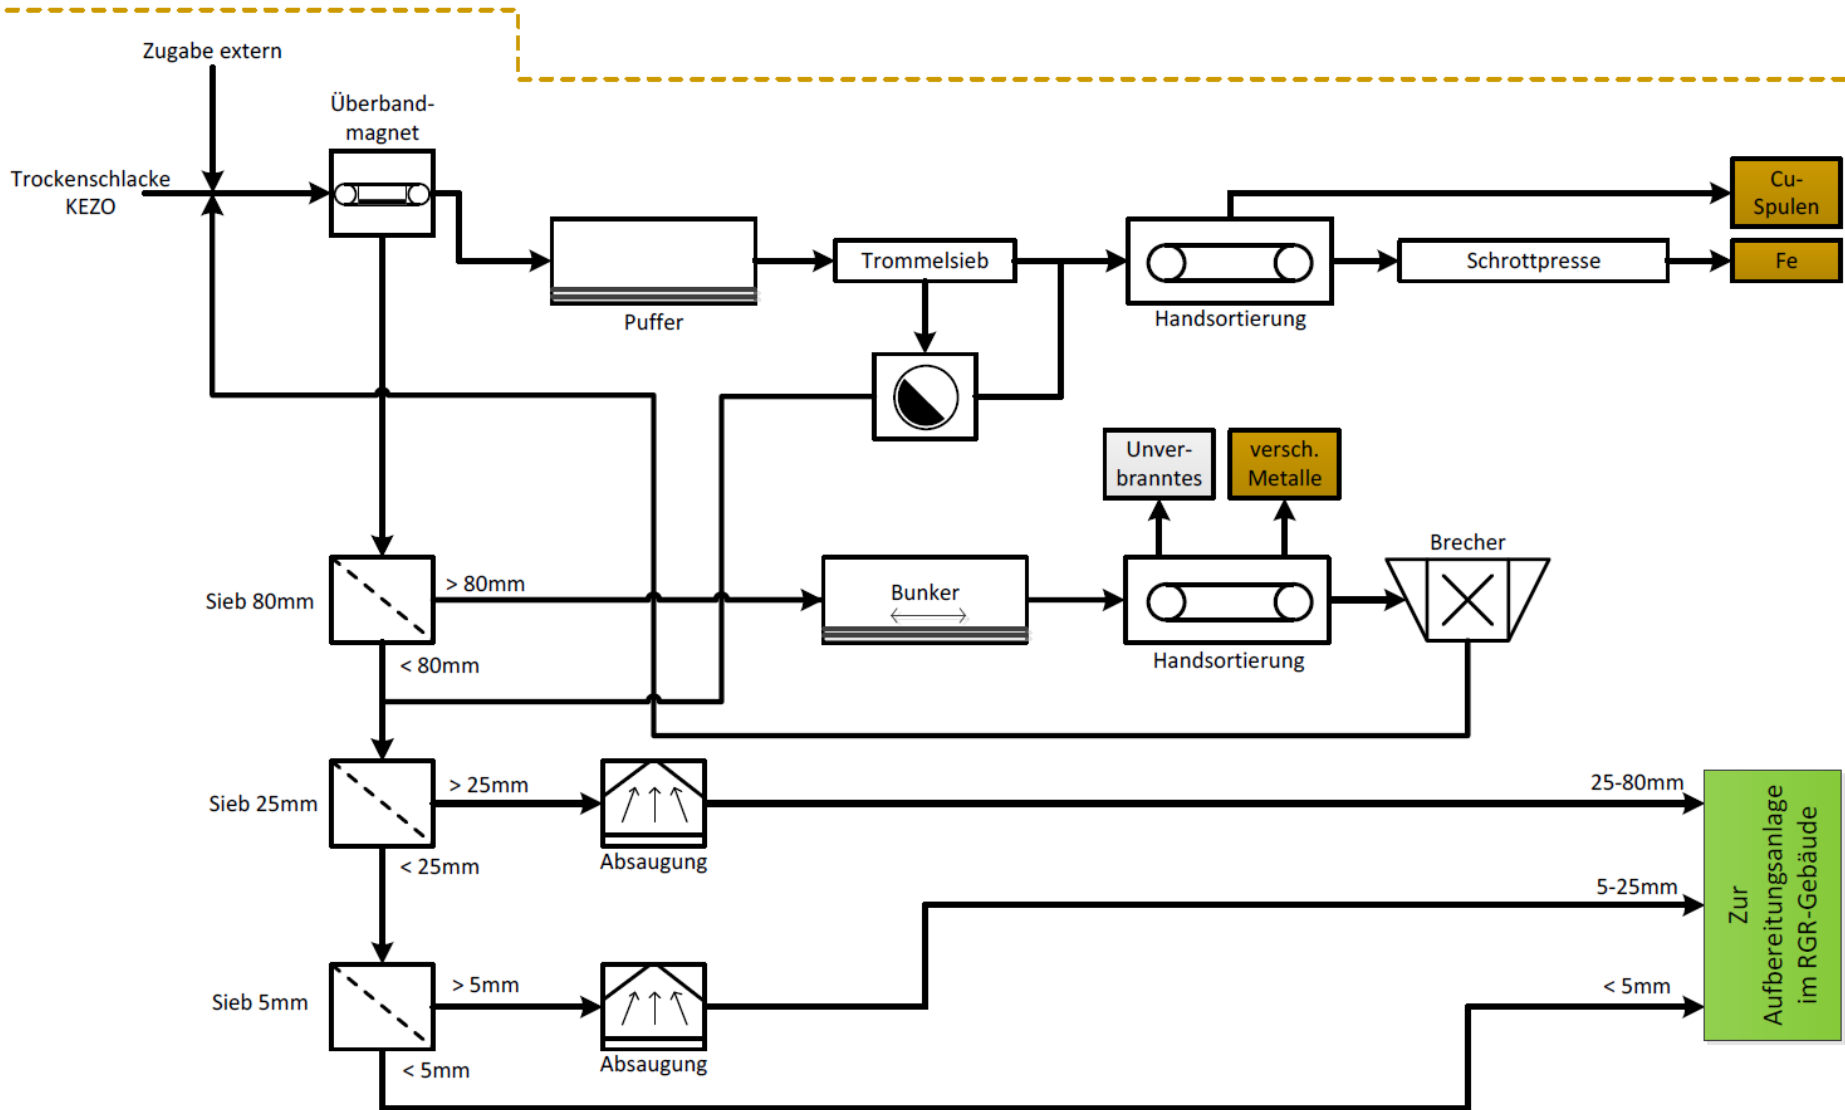 Zugabe extern
Überband-
magnet
Trockenschlacke
KEZO
Cu-
Spulen
Trommelsieb
Schrottpresse
Fe
Puffer
Handsortierung
Unver-
branntes
versch.
Metalle
Brecher
Sieb 80mm
> 80mm
Bunker
< 80mm
Handsortierung
Sieb 25mm
> 25mm
25-80mm
Absaugung
< 25mm
5-25mm
Zur
Aufbereitungsanlage
im RGR-Gebäude
Sieb 5mm
> 5mm
< 5mm
Absaugung
< 5mm